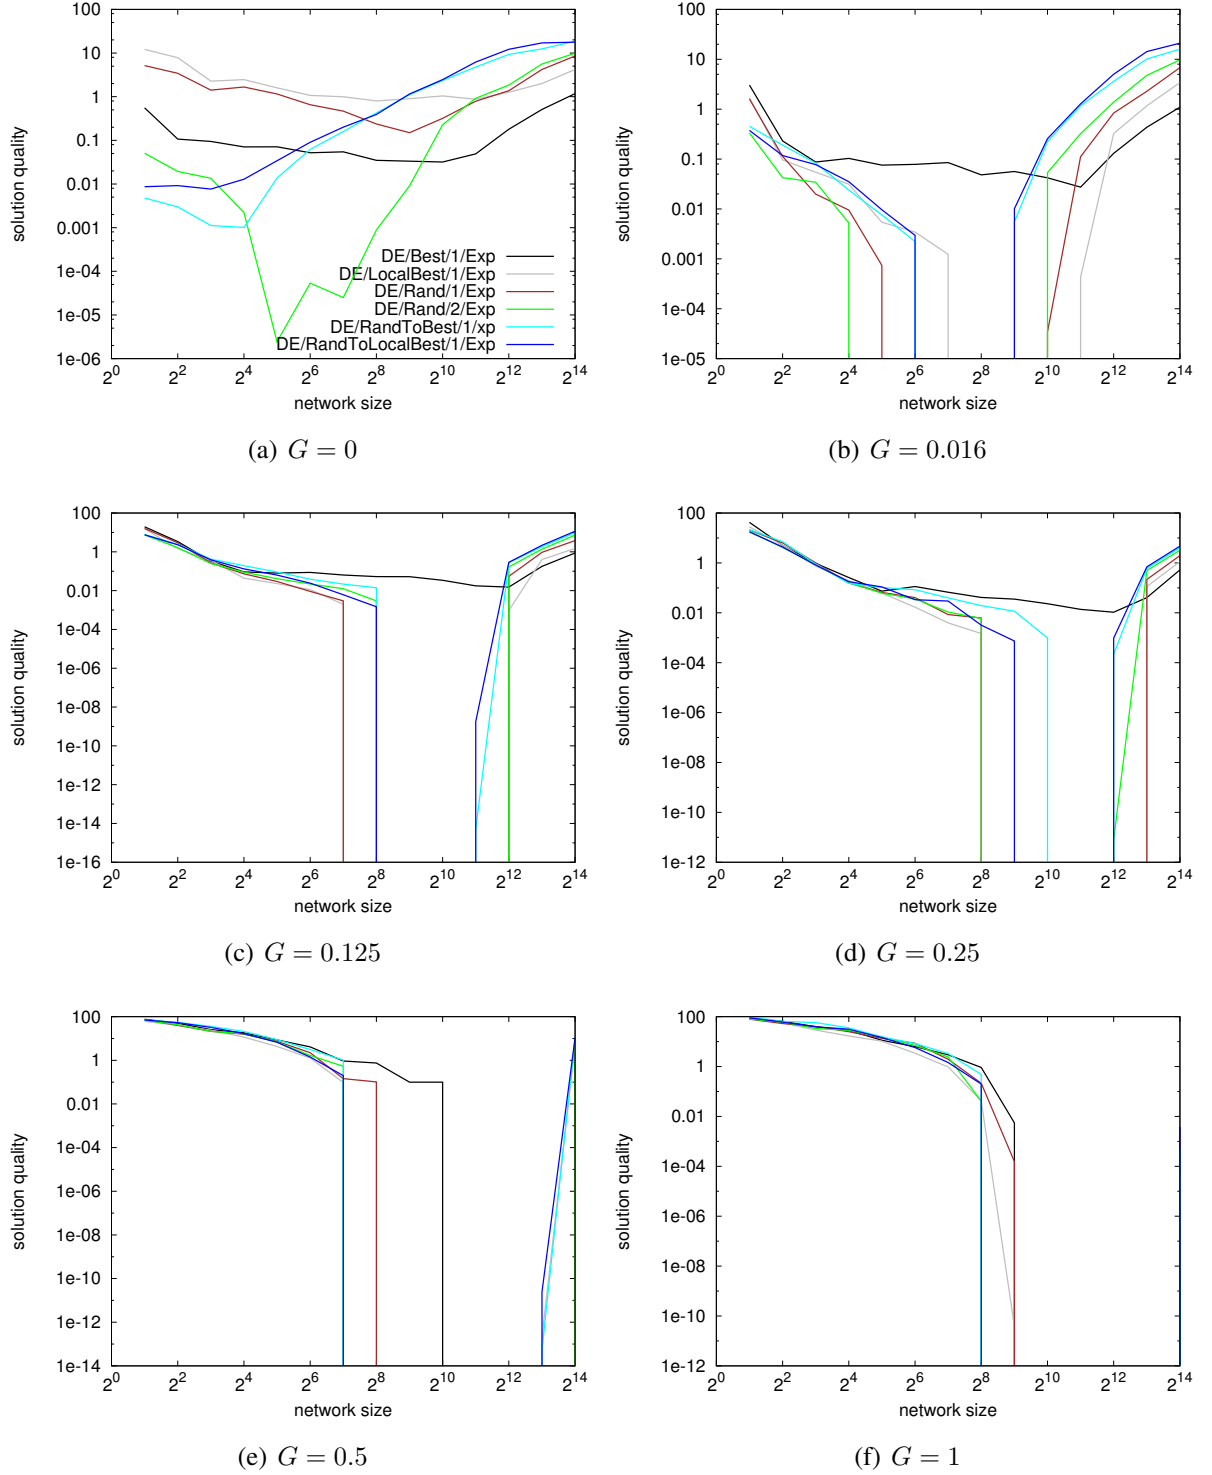 100
10
1
0.1
0.01
0.001
1e-04
1e-05
1e-06
solution quality
DE/Best/1/Exp
DE/LocalBest/1/Exp
DE/Rand/1/Exp
DE/Rand/2/Exp
DE/RandToBest/1/xp
DE/RandToLocalBest/1/Exp
2^0 2^2 2^4 2^6 2^8 2^10 2^12 2^14
network size
(a) G = 0
100
10
1
0.1
0.01
0.001
1e-04
1e-05
solution quality
2^0 2^2 2^4 2^6 2^8 2^10 2^12 2^14
network size
(b) G = 0.016
100
1
0.01
1e-04
1e-06
1e-08
1e-10
1e-12
1e-14
1e-16
solution quality
2^0 2^2 2^4 2^6 2^8 2^10 2^12 2^14
network size
(c) G = 0.125
100
1
0.01
1e-04
1e-06
1e-08
1e-10
1e-12
solution quality
2^0 2^2 2^4 2^6 2^8 2^10 2^12 2^14
network size
(d) G = 0.25
100
1
0.01
1e-04
1e-06
1e-08
1e-10
1e-12
1e-14
solution quality
2^0 2^2 2^4 2^6 2^8 2^10 2^12 2^14
network size
(e) G = 0.5
100
1
0.01
1e-04
1e-06
1e-08
1e-10
1e-12
solution quality
2^0 2^2 2^4 2^6 2^8 2^10 2^12 2^14
network size
(f) G = 1